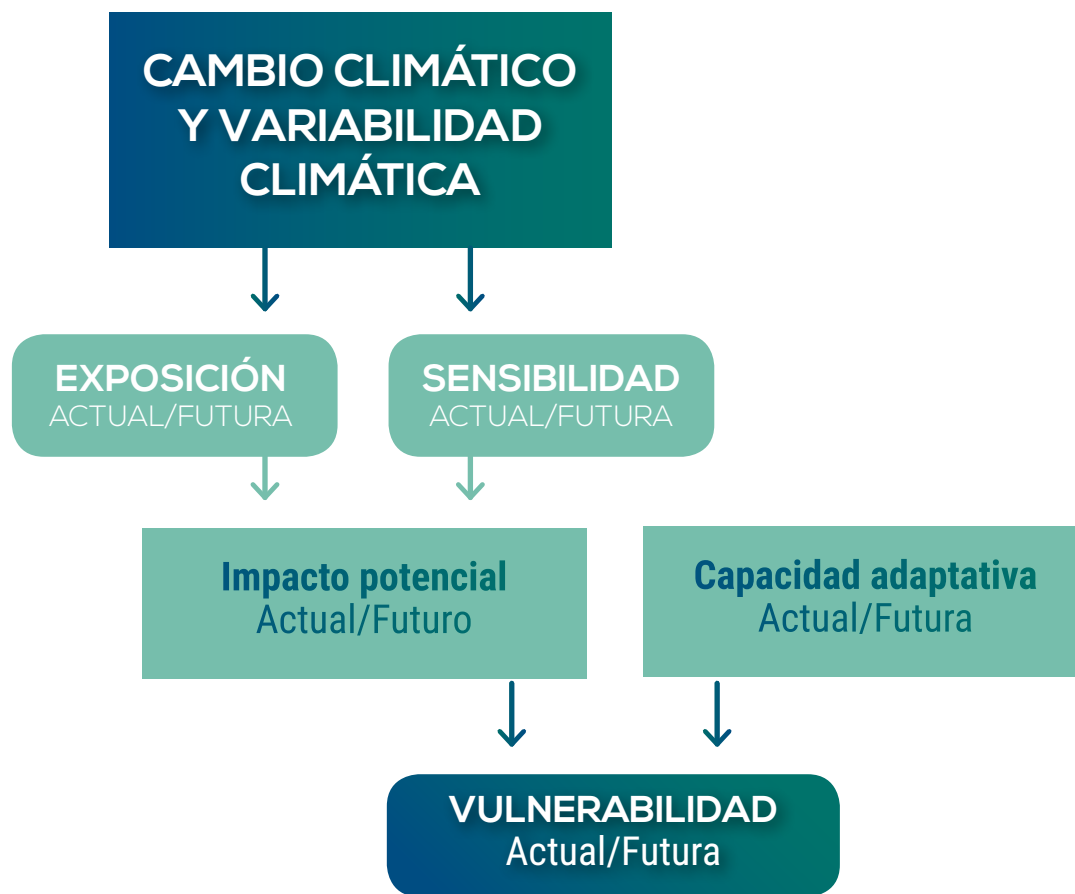 CAMBIO CLIMÁTICO
Y VARIABILIDAD
CLIMÁTICA
EXPOSICIÓN
ACTUAL/FUTURA
SENSIBILIDAD
ACTUAL/FUTURA
Impacto potencial
Actual/Futuro
Capacidad adaptativa
Actual/Futura
VULNERABILIDAD
Actual/Futura